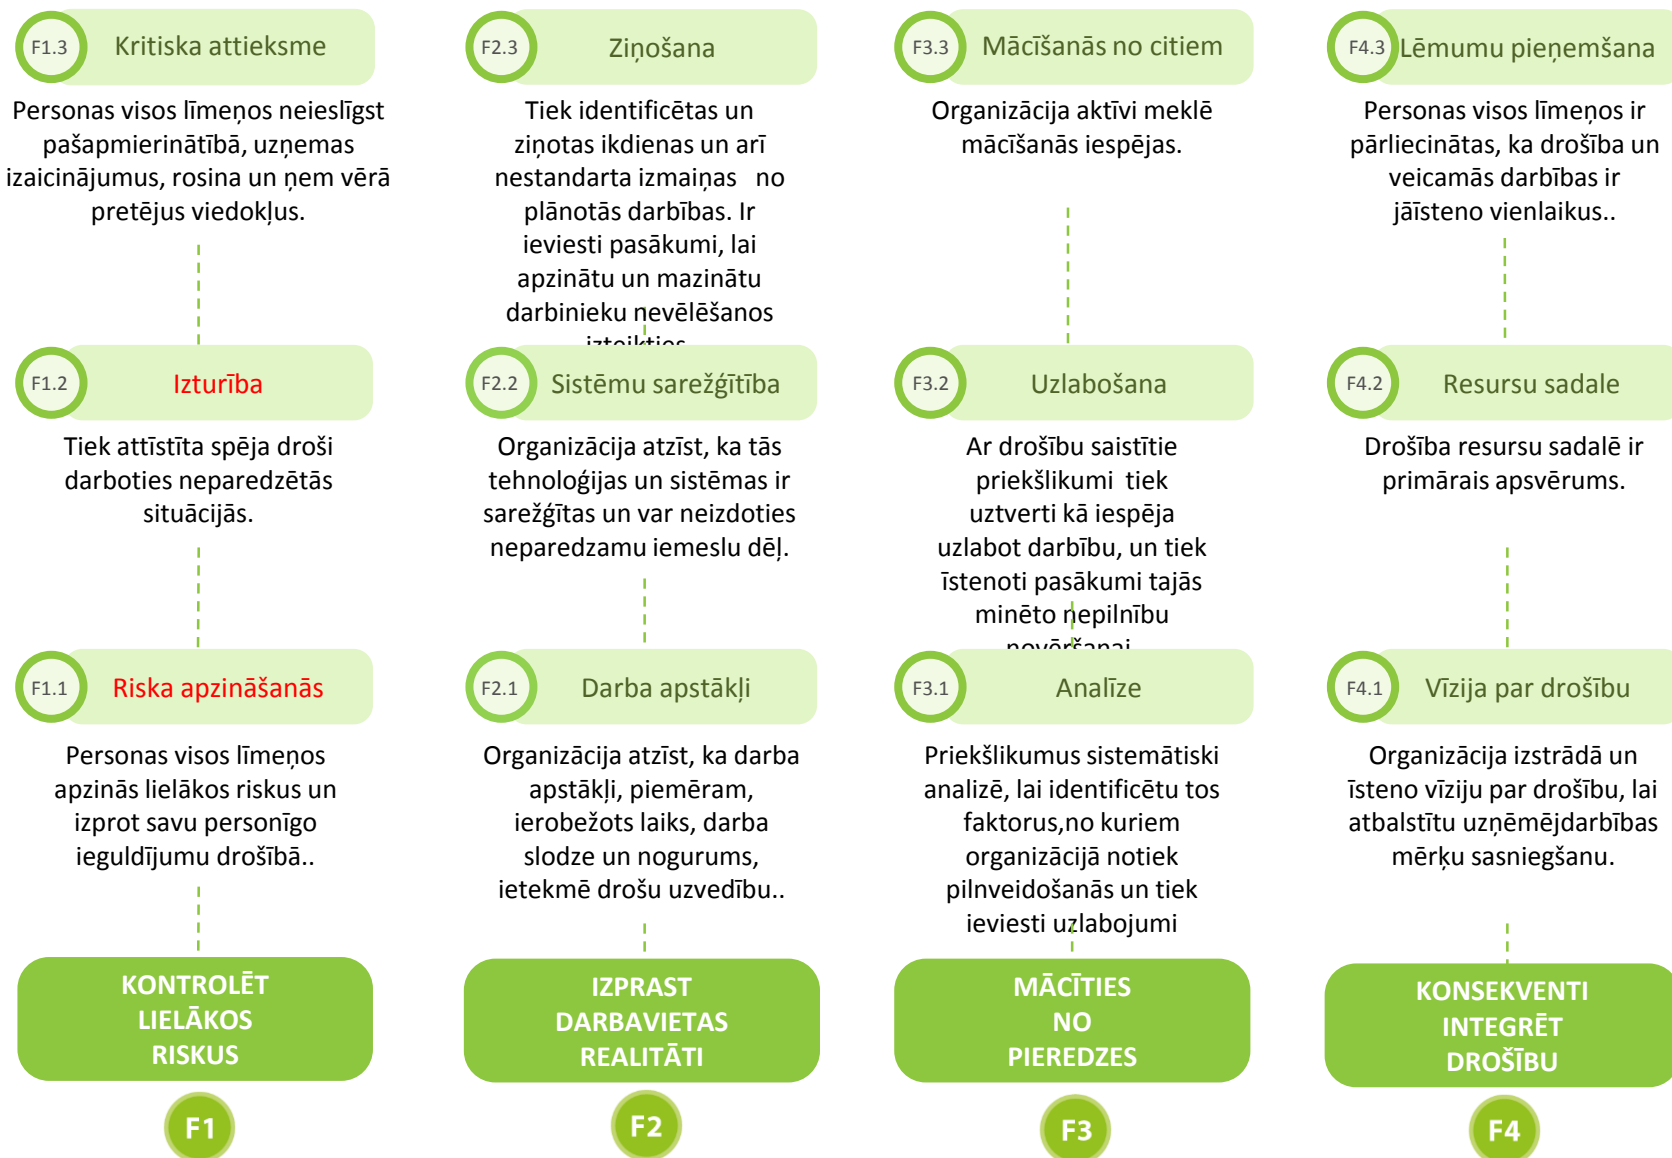 F1.3
Kritiska attieksme
Personas visos līmeņos neieslīgst
pašapmierinātībā, uzņemas
izaicinājumus, rosina un ņem vērā
pretējus viedokļus.
F1.2
Izturība
Tiek attīstīta spēja droši
darboties neparedzētās
situācijās.
F1.1
Riska apzināšanās
Personas visos līmeņos
apzinās lielākos riskus un
izprot savu personīgo
ieguldījumu drošībā..
KONTROLĒT
LIELĀKOS
RISKUS
F1
F2.3
Ziņošana
Tiek identificētas un
ziņotas ikdienas un arī
nestandarta izmaiņas no
plānotās darbības. Ir
ieviesti pasākumi, lai
apzinātu un mazinātu
darbinieku nevēlēšanos
izteikties
F2.2
Sistēmu sarežģītība
Organizācija atzīst, ka tās
tehnoloģijas un sistēmas ir
sarežģītas un var neizdoties
neparedzamu iemeslu dēļ.
F2.1
Darba apstākļi
Organizācija atzīst, ka darba
apstākļi, piemēram,
ierobežots laiks, darba
slodze un nogurums,
ietekmē drošu uzvedību..
IZPRAST
DARBAVIETAS
REALITĀTI
F2
F3.3
Mācīšanās no citiem
Organizācija aktīvi meklē
mācīšanās iespējas.
F3.2
Uzlabošana
Ar drošību saistītie
priekšlikumi tiek
uztverti kā iespēja
uzlabot darbību, un tiek
īstenoti pasākumi tajās
minēto nepilnību
novēršanai
F3.1
Analīze
Priekšlikumus sistemātiski
analizē, lai identificētu tos
faktorus,no kuriem
organizācijā notiek
pilnveidošanās un tiek
ieviesti uzlabojumi
MĀCĪTIES
NO
PIEREDZES
F3
F4.3
Lēmumu pieņemšana
Personas visos līmeņos ir
pārliecinātas, ka drošība un
veicamās darbības ir
jāīsteno vienlaikus..
F4.2
Resursu sadale
Drošība resursu sadalē ir
primārais apsvērums.
F4.1
Vīzija par drošību
Organizācija izstrādā un
īsteno vīziju par drošību, lai
atbalstītu uzņēmējdarbības
mērķu sasniegšanu.
KONSEKVENTI
INTEGRĒT
DROŠĪBU
F4